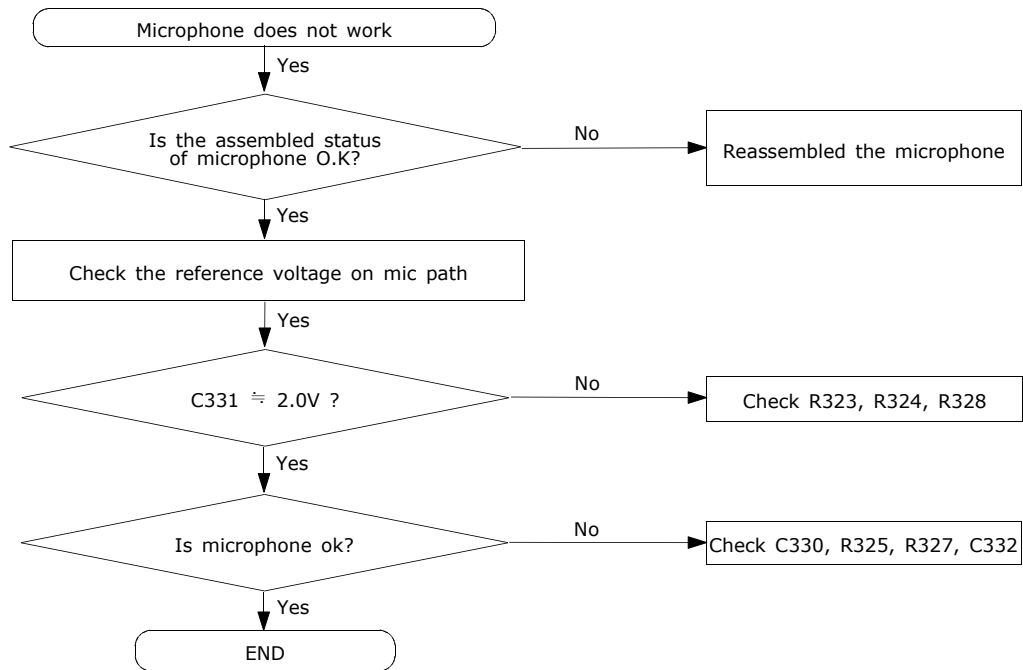 Microphone does not work
Yes
Is the assembled status
of microphone O.K?
No
Reassembled the microphone
Yes
Check the reference voltage on mic path
Yes
C331 ≒ 2.0V ?
No
Check R323, R324, R328
Yes
Is microphone ok?
No
Check C330, R325, R327, C332
Yes
END